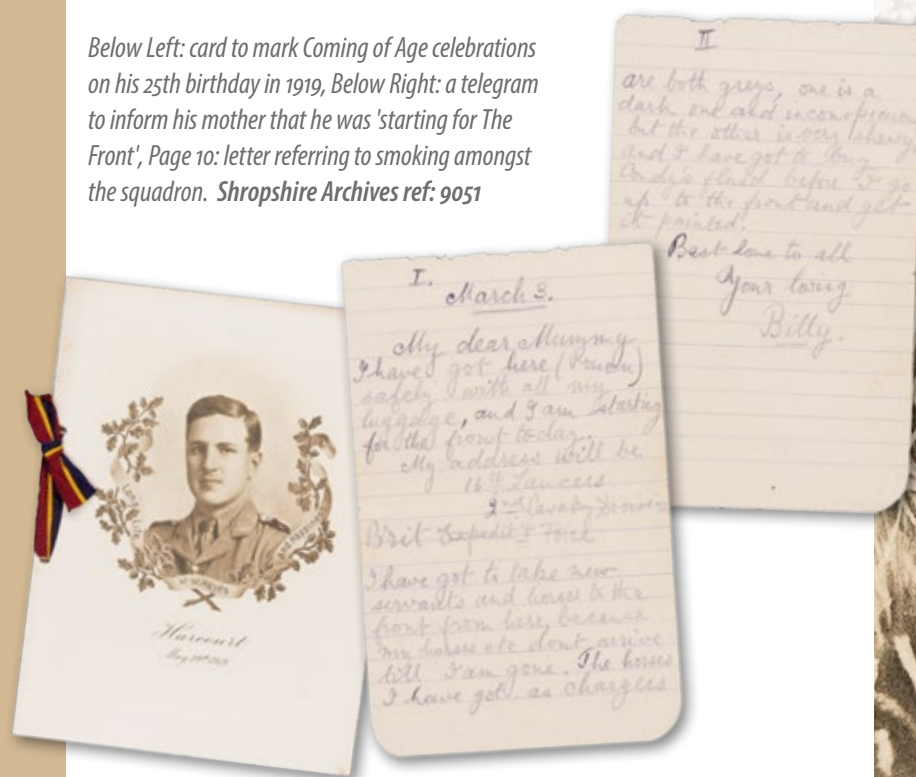 Below Left: card to mark Coming of Age celebrations
on his 25th birthday in 1919, Below Right: a telegram
to inform his mother that he was 'starting for The
Front', Page 10: letter referring to smoking amongst
the squadron. Shropshire Archives ref: 9051
Harcourt
I.
March 3.
My dear Mummy
I have got here (Rouen)
safely with all my
luggage, and I am starting
for the front today.
My address will be
16th Lancers
2nd Cavalry Division
Brit Expedit. Force
I have got to take new
servants and horses to the
front from here, because
my horses etc dont arrive
till I am gone. The horses
I have got as chargers
II
are both greys, one is a
dark one and inconspicuous
but the other is very showy
and I have got to buy
Condy's fluid before I go
up to the front and get
it painted.
Best love to all
Your loving
Billy.